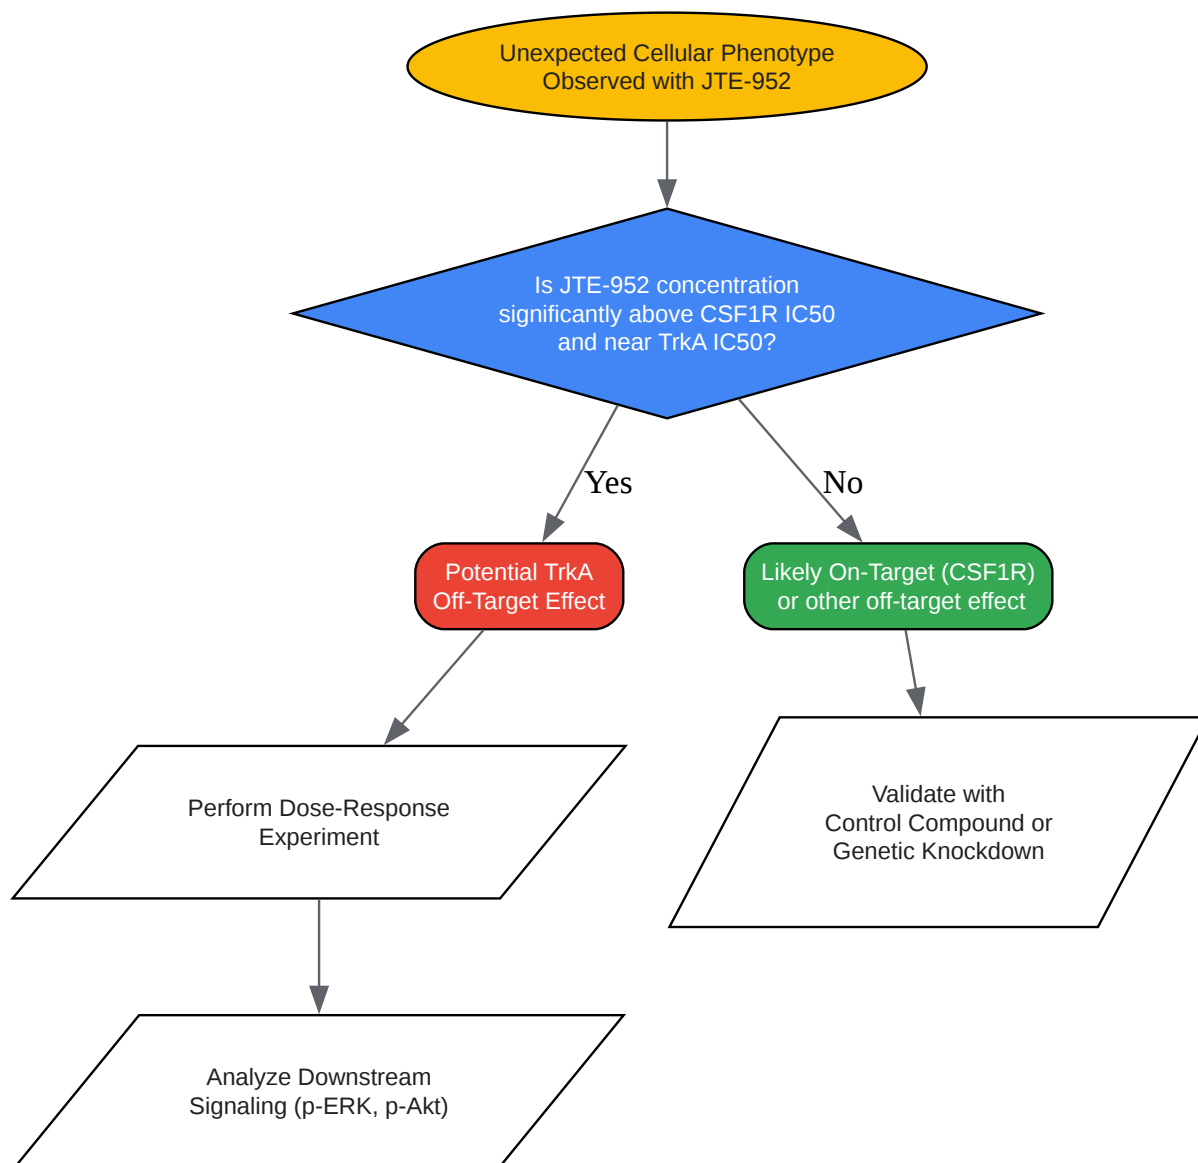 Unexpected Cellular Phenotype
Observed with JTE-952
Is JTE-952 concentration
significantly above CSF1R IC50
and near TrkA IC50?
Yes
No
Potential TrkA
Off-Target Effect
Likely On-Target (CSF1R)
or other off-target effect
Perform Dose-Response
Experiment
Validate with
Control Compound or
Genetic Knockdown
Analyze Downstream
Signaling (p-ERK, p-Akt)